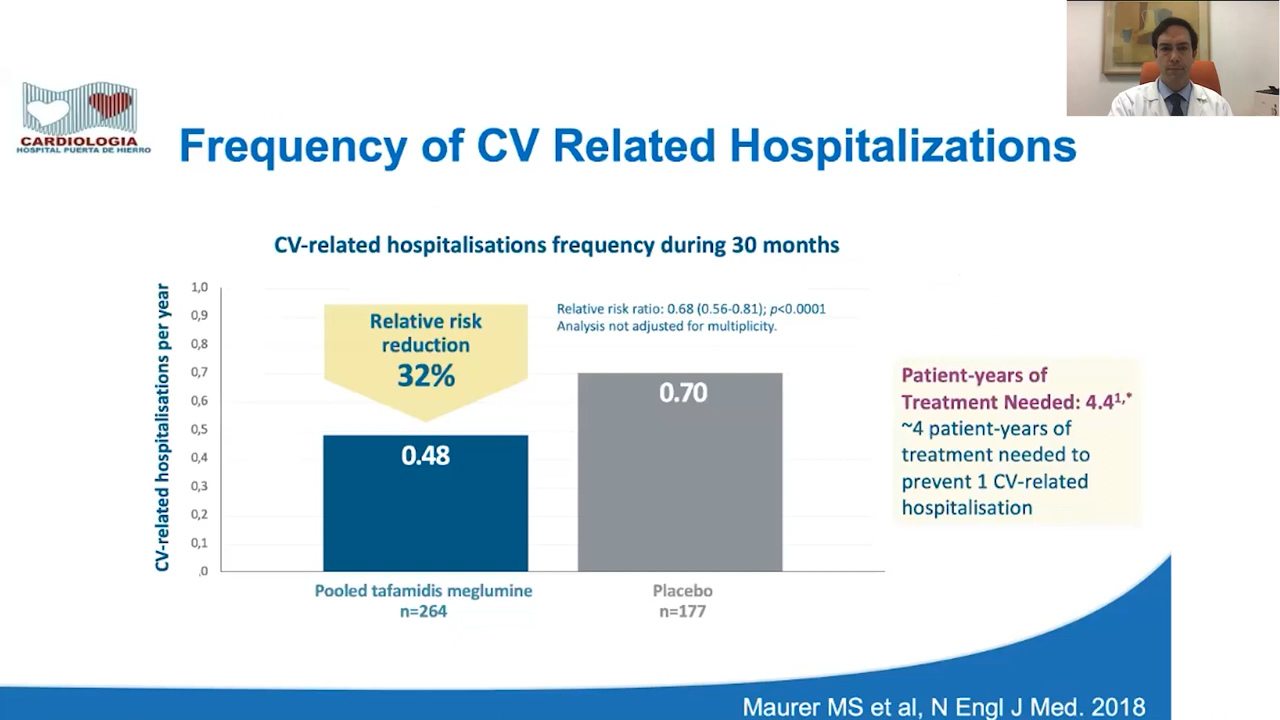 CARDIOLOGIA
HOSPITAL PUERTA DE HIERRO
Frequency of CV Related Hospitalizations
CV-related hospitalisations frequency during 30 months
CV-related hospitalisations per year
1,0
0,9
0,8
0,7
0,6
0,5
0,4
0,3
0,2
0,1
,0
Relative risk
reduction
32%
Relative risk ratio: 0.68 (0.56-0.81); p<0.0001
Analysis not adjusted for multiplicity.
0.48
0.70
Pooled tafamidis meglumine
n=264
Placebo
n=177
Patient-years of
Treatment Needed: 4.4¹,*
~4 patient-years of
treatment needed to
prevent 1 CV-related
hospitalisation
Maurer MS et al, N Engl J Med. 2018